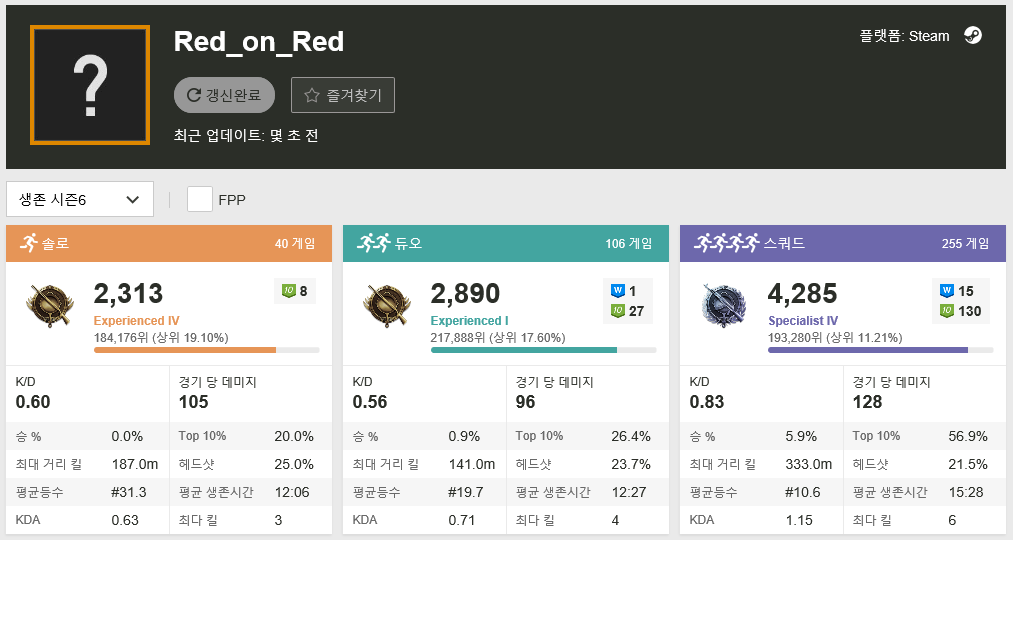 ?
Red_on_Red
플랫폼: Steam
갱신완료
즐겨찾기
최근 업데이트: 몇 초 전
생존 시즌6
FPP
솔로 40 게임
2,313
10 8
Experienced IV
184,176위 (상위 19.10%)
K/D 경기 당 데미지
0.60 105
승 % 0.0% Top 10% 20.0%
최대 거리 킬 187.0m 헤드샷 25.0%
평균등수 #31.3 평균 생존시간 12:06
KDA 0.63 최다 킬 3
듀오 106 게임
2,890
W 1
10 27
Experienced I
217,888위 (상위 17.60%)
K/D 경기 당 데미지
0.56 96
승 % 0.9% Top 10% 26.4%
최대 거리 킬 141.0m 헤드샷 23.7%
평균등수 #19.7 평균 생존시간 12:27
KDA 0.71 최다 킬 4
스쿼드 255 게임
4,285
W 15
10 130
Specialist IV
193,280위 (상위 11.21%)
K/D 경기 당 데미지
0.83 128
승 % 5.9% Top 10% 56.9%
최대 거리 킬 333.0m 헤드샷 21.5%
평균등수 #10.6 평균 생존시간 15:28
KDA 1.15 최다 킬 6